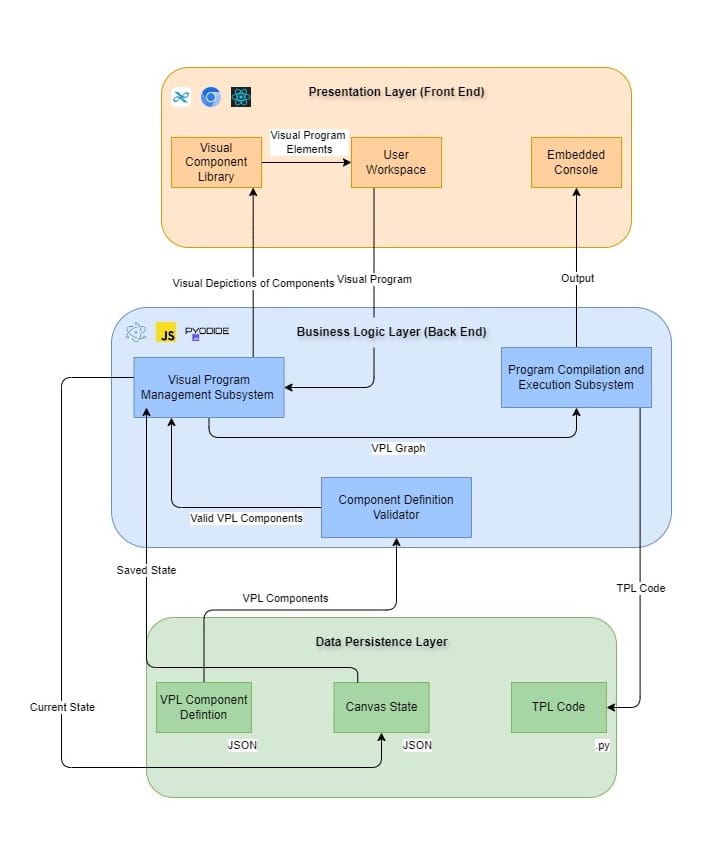 Presentation Layer (Front End)
Visual Program
Elements
Visual
Component
Library
User
Workspace
Embedded
Console
Visual Depictions of Components
Visual Program
Output
JS
PYODIDE
Business Logic Layer (Back End)
Visual Program
Management Subsystem
Program Compilation and
Execution Subsystem
VPL Graph
Component Definition
Validator
Valid VPL Components
Saved State
VPL Components
TPL Code
Data Persistence Layer
VPL Component
Defintion
Canvas State
TPL Code
Current State
JSON
JSON
.py